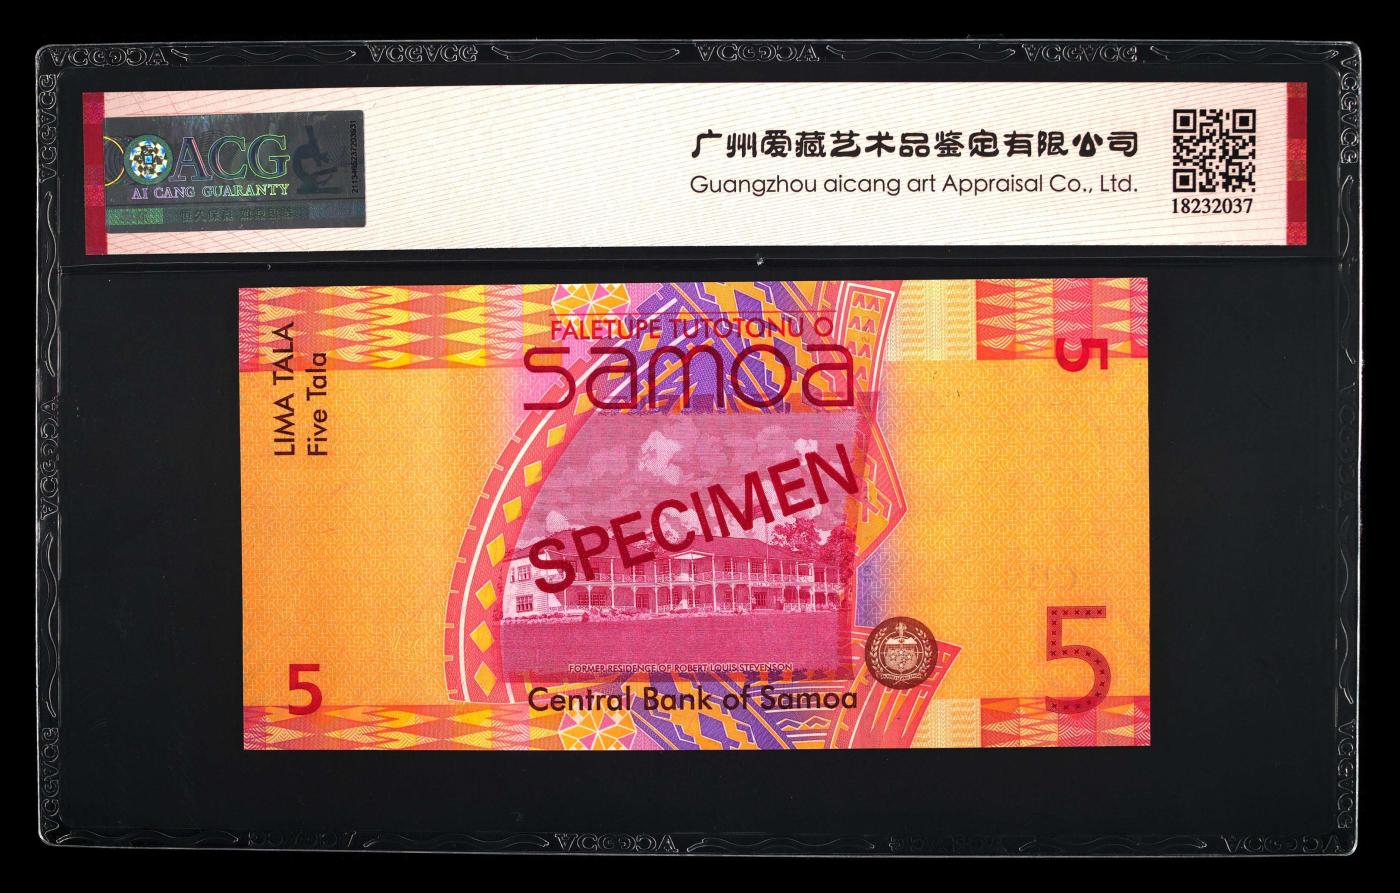 ACG
AI CANG GUARANTY
广州爱藏艺术品鉴定有限公司
Guangzhou aicang art Appraisal Co., Ltd.
18232037
LIMA TALA
Five Tala
FALETUPE TUTOTONU O
samoa
5
SPECIMEN
FORMER RESIDENCE OF ROBERT LOUIS STEVENSON
Central Bank of Samoa
5
5